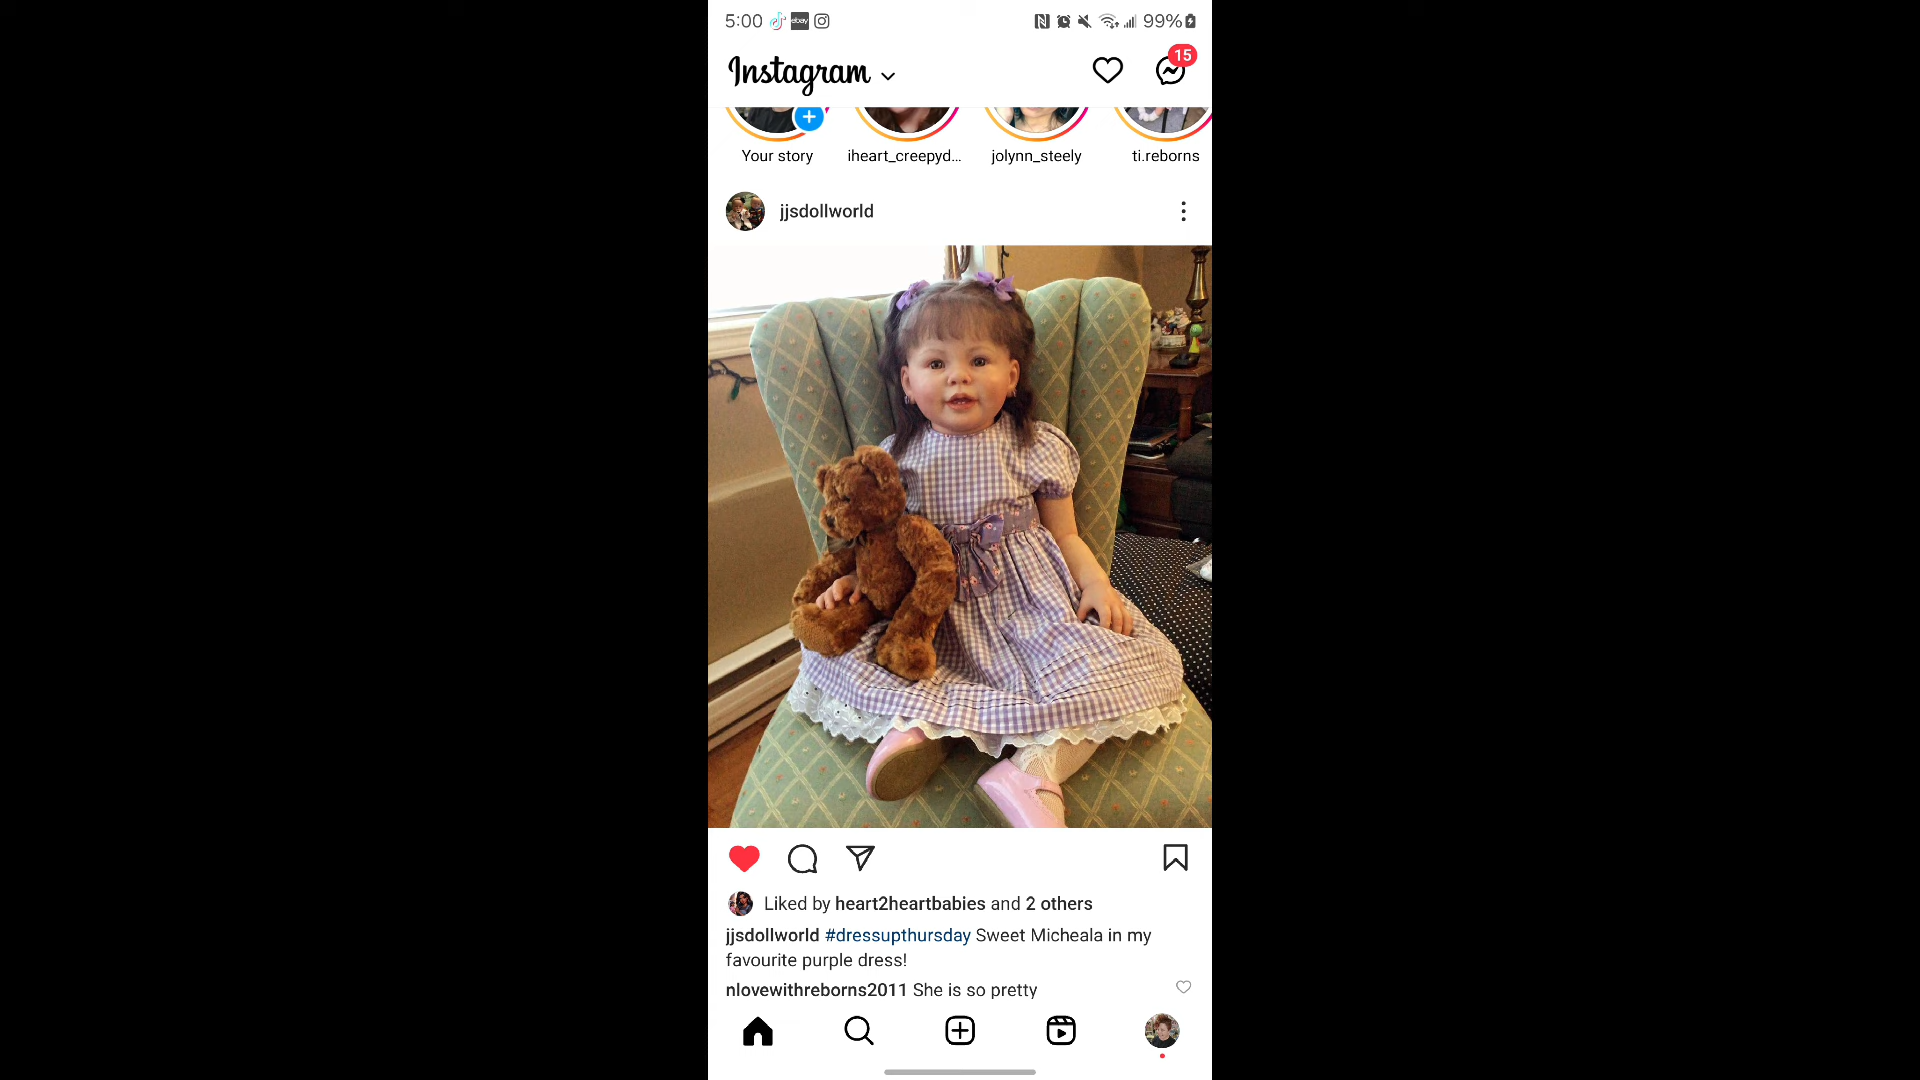 5:00 ebay 99%
Instagram 15
Your story iheart_creepyd... jolynn_steely ti.reborns
jjsdollworld
Liked by heart2heartbabies and 2 others
jjsdollworld #dressupthursday Sweet Micheala in my
favourite purple dress!
nlovewithreborns2011 She is so pretty